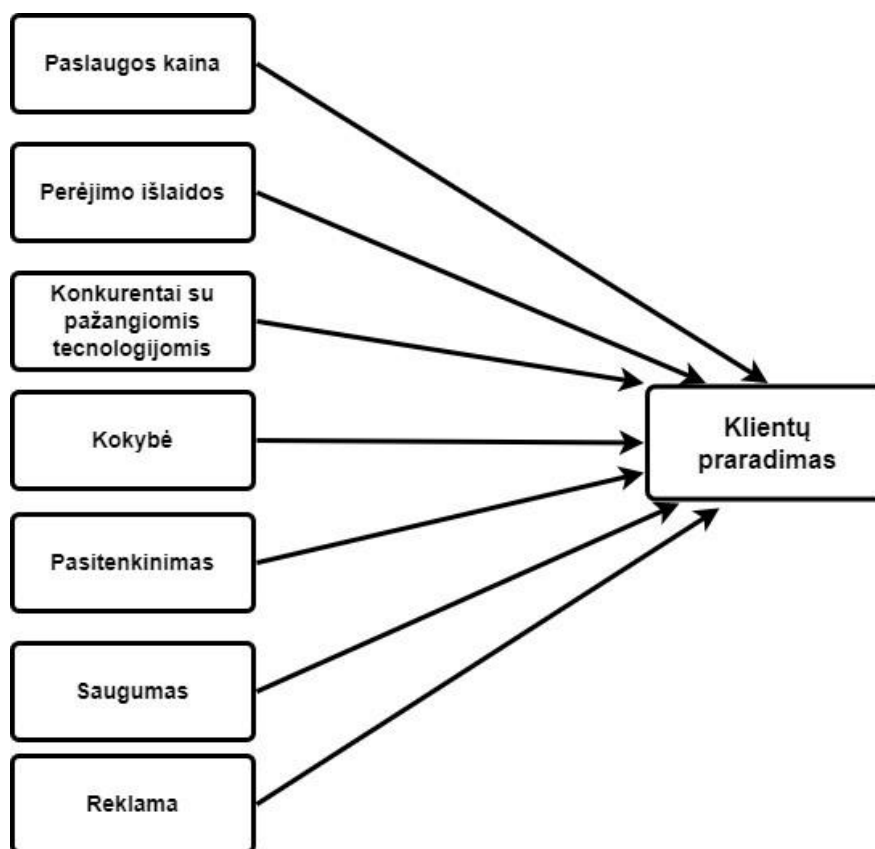 Paslaugos kaina
Perėjimo išlaidos
Konkurentai su
pažangiomis
tecnologijomis
Kokybė
Pasitenkinimas
Saugumas
Reklama
Klientų
praradimas